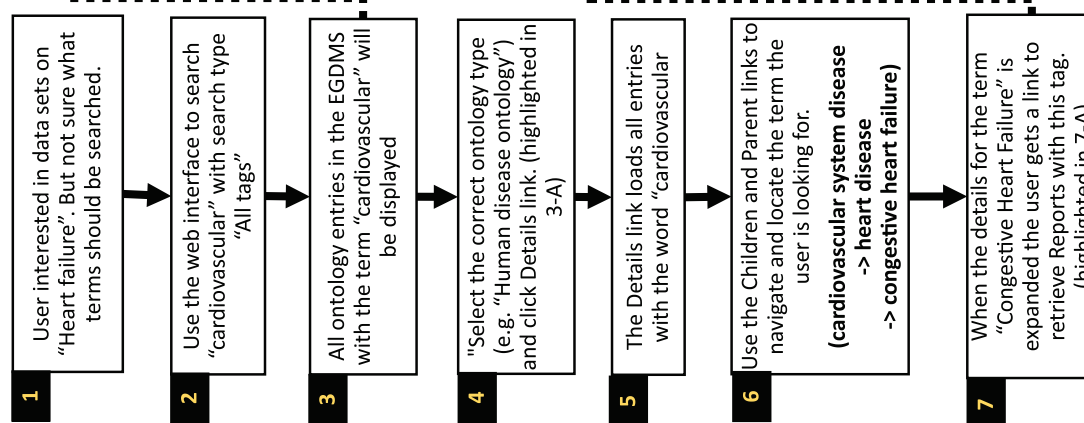 1
User interested in data sets on
“Heart failure”. But not sure what
terms should be searched.
2
Use the web interface to search
“cardiovascular” with search type
“All tags”
3
All ontology entries in the EGDMS
with the term “cardiovascular” will
be displayed
4
"Select the correct ontology type
(e.g. “Human disease ontology”)
and click Details link. (highlighted in
3-A)
5
The Details link loads all entries
with the word “cardiovascular
6
Use the Children and Parent links to
navigate and locate the term the
user is looking for.
(cardiovascular system disease
-> heart disease
-> congestive heart failure)
7
When the details for the term
“Congestive Heart Failure” is
expanded the user gets a link to
retrieve Reports with this tag.
(highlighted in 7-A)